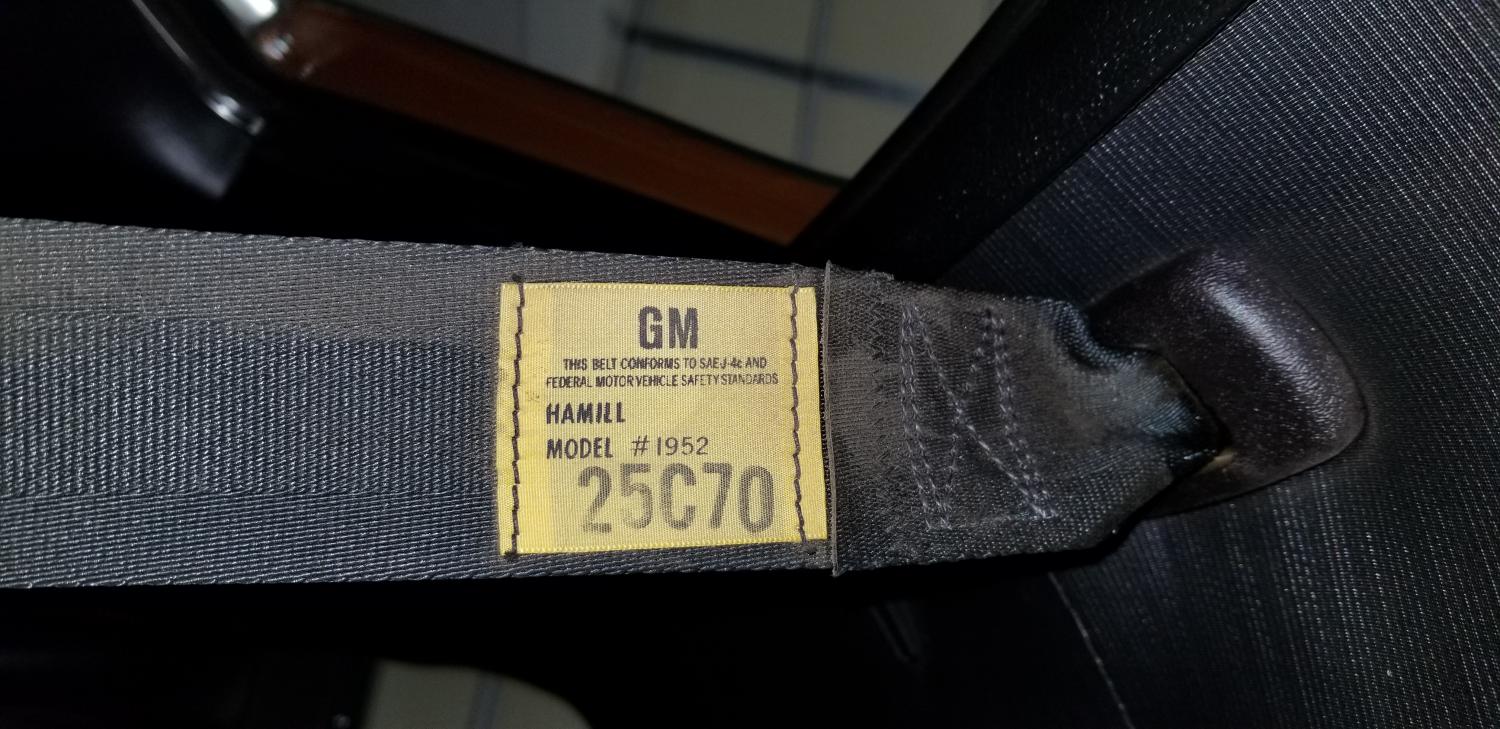 GM
THIS BELT CONFORMS TO SAE J-4c AND
FEDERAL MOTOR VEHICLE SAFETY STANDARDS
HAMILL
MODEL #1952
25C70